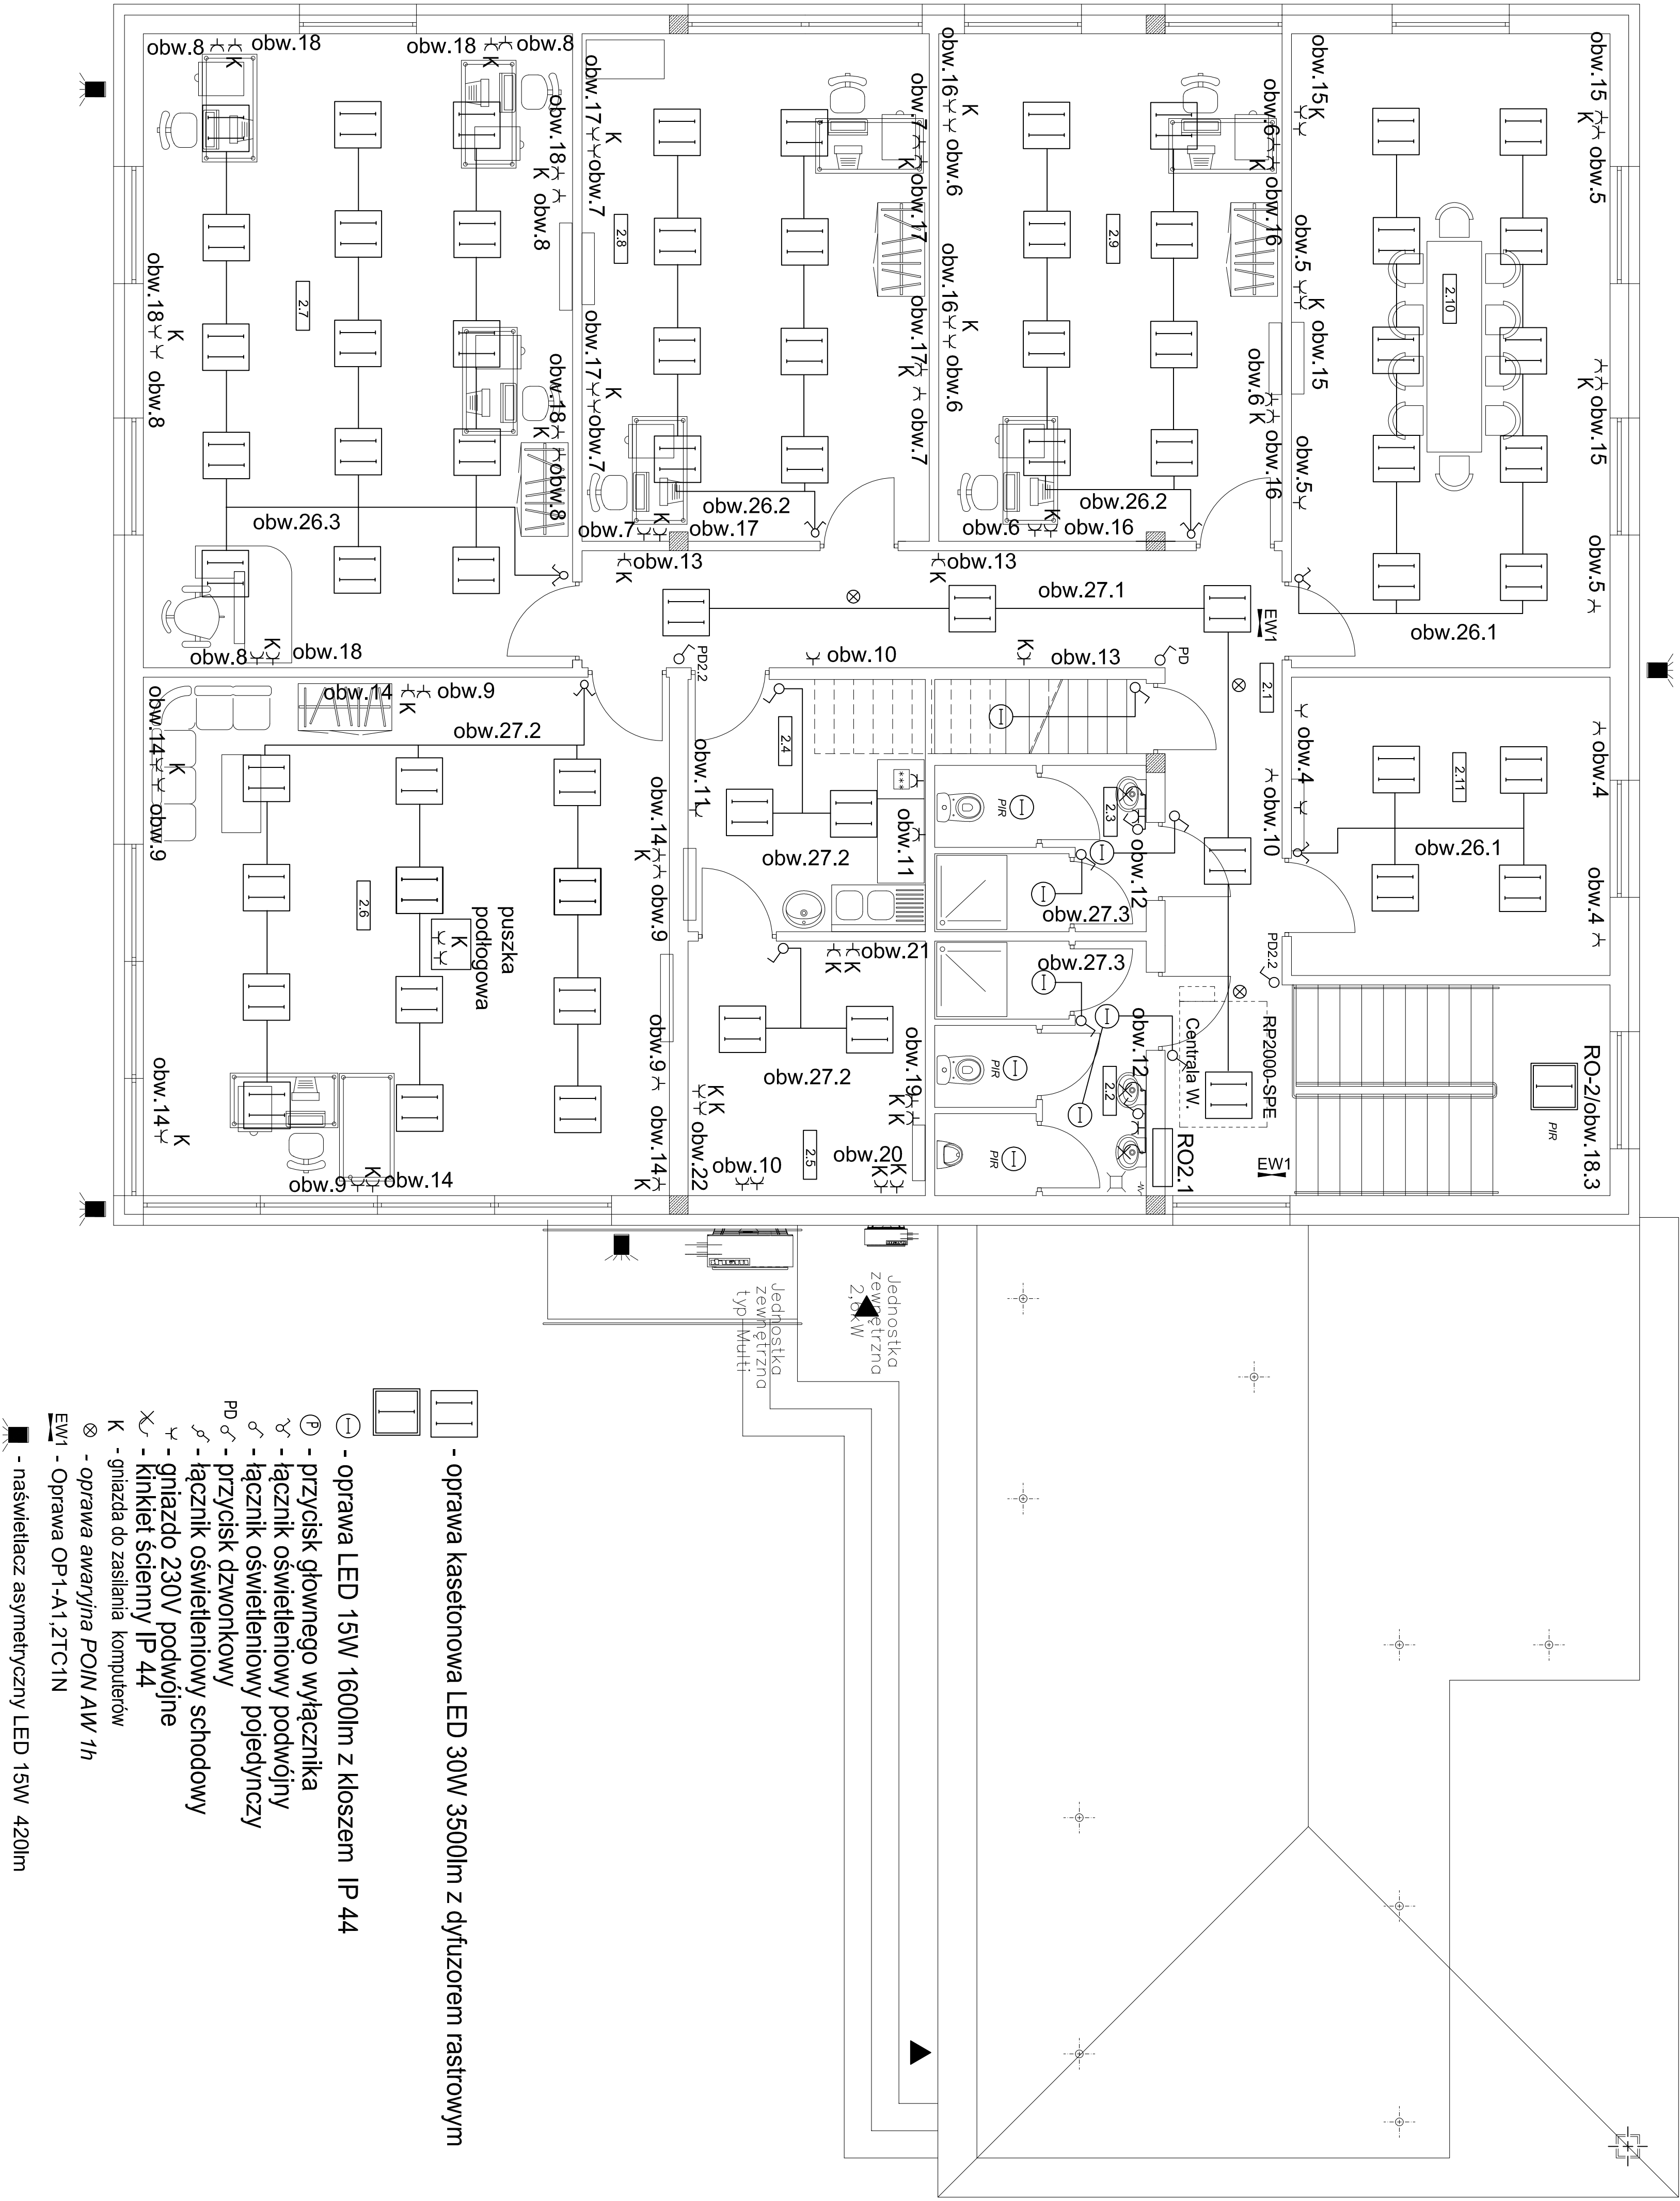 obw.8
obw.18
K
obw.18
obw.8
K
obw.18
K
obw.8
obw.17
K
obw.7
obw.7
K
obw.17
obw.16
K
obw.6
obw.6
K
obw.16
obw.15
K
obw.15
K
obw.5
2.7
2.8
2.9
2.10
obw.5
K
obw.15
obw.18
K
obw.8
obw.18
K
obw.8
obw.17
K
obw.7
obw.17
K
obw.7
obw.16
K
obw.6
obw.6
K
obw.16
obw.5
K
obw.15
obw.5
obw.26.3
obw.26.2
obw.26.2
obw.26.1
obw.7
K
obw.17
obw.6
K
obw.16
K
obw.13
K
obw.13
obw.27.1
EW1
obw.8
K
obw.18
PD2.2
obw.10
K
obw.13
PD
2.1
obw.14
K
obw.9
obw.27.2
obw.14
K
obw.9
2.4
obw.11
***
obw.11
obw.27.2
PIR
2.3
obw.12
obw.27.3
obw.4
obw.10
obw.4
2.11
obw.26.1
obw.4
obw.14
K
obw.9
2.6
K
puszka
podłogowa
K
K
obw.21
obw.27.3
PD2.2
obw.9
obw.14
K
obw.27.2
obw.19
K
K
PIR
2.2
obw.12
Centrala W.
RP2000-SPE
RO-2/obw.18.3
PIR
obw.14
K
obw.9
K
obw.14
K
K
obw.22
obw.10
2.5
obw.20
K
K
PIR
RO2.1
EW1
Jednostka
zewnętrzna
typ Multi
Jednostka
zewnętrzna
- oprawa kasetonowa LED 30W 3500lm z dyfuzorem rastrowym
- oprawa LED 15W 1600lm z kloszem IP 44
P - przycisk głownego wyłącznika
- łącznik oświetleniowy podwójny
- łącznik oświetleniowy pojedynczy
PD - przycisk dzwonkowy
- łącznik oświetleniowy schodowy
- gniazdo 230V podwójne
- kinkiet ścienny IP 44
K - gniazda do zasilania komputerów
- oprawa awaryjna POIN AW 1h
EW1 - Oprawa OP1-A1,2TC1N
- naświetlacz asymetryczny LED 15W 420lm